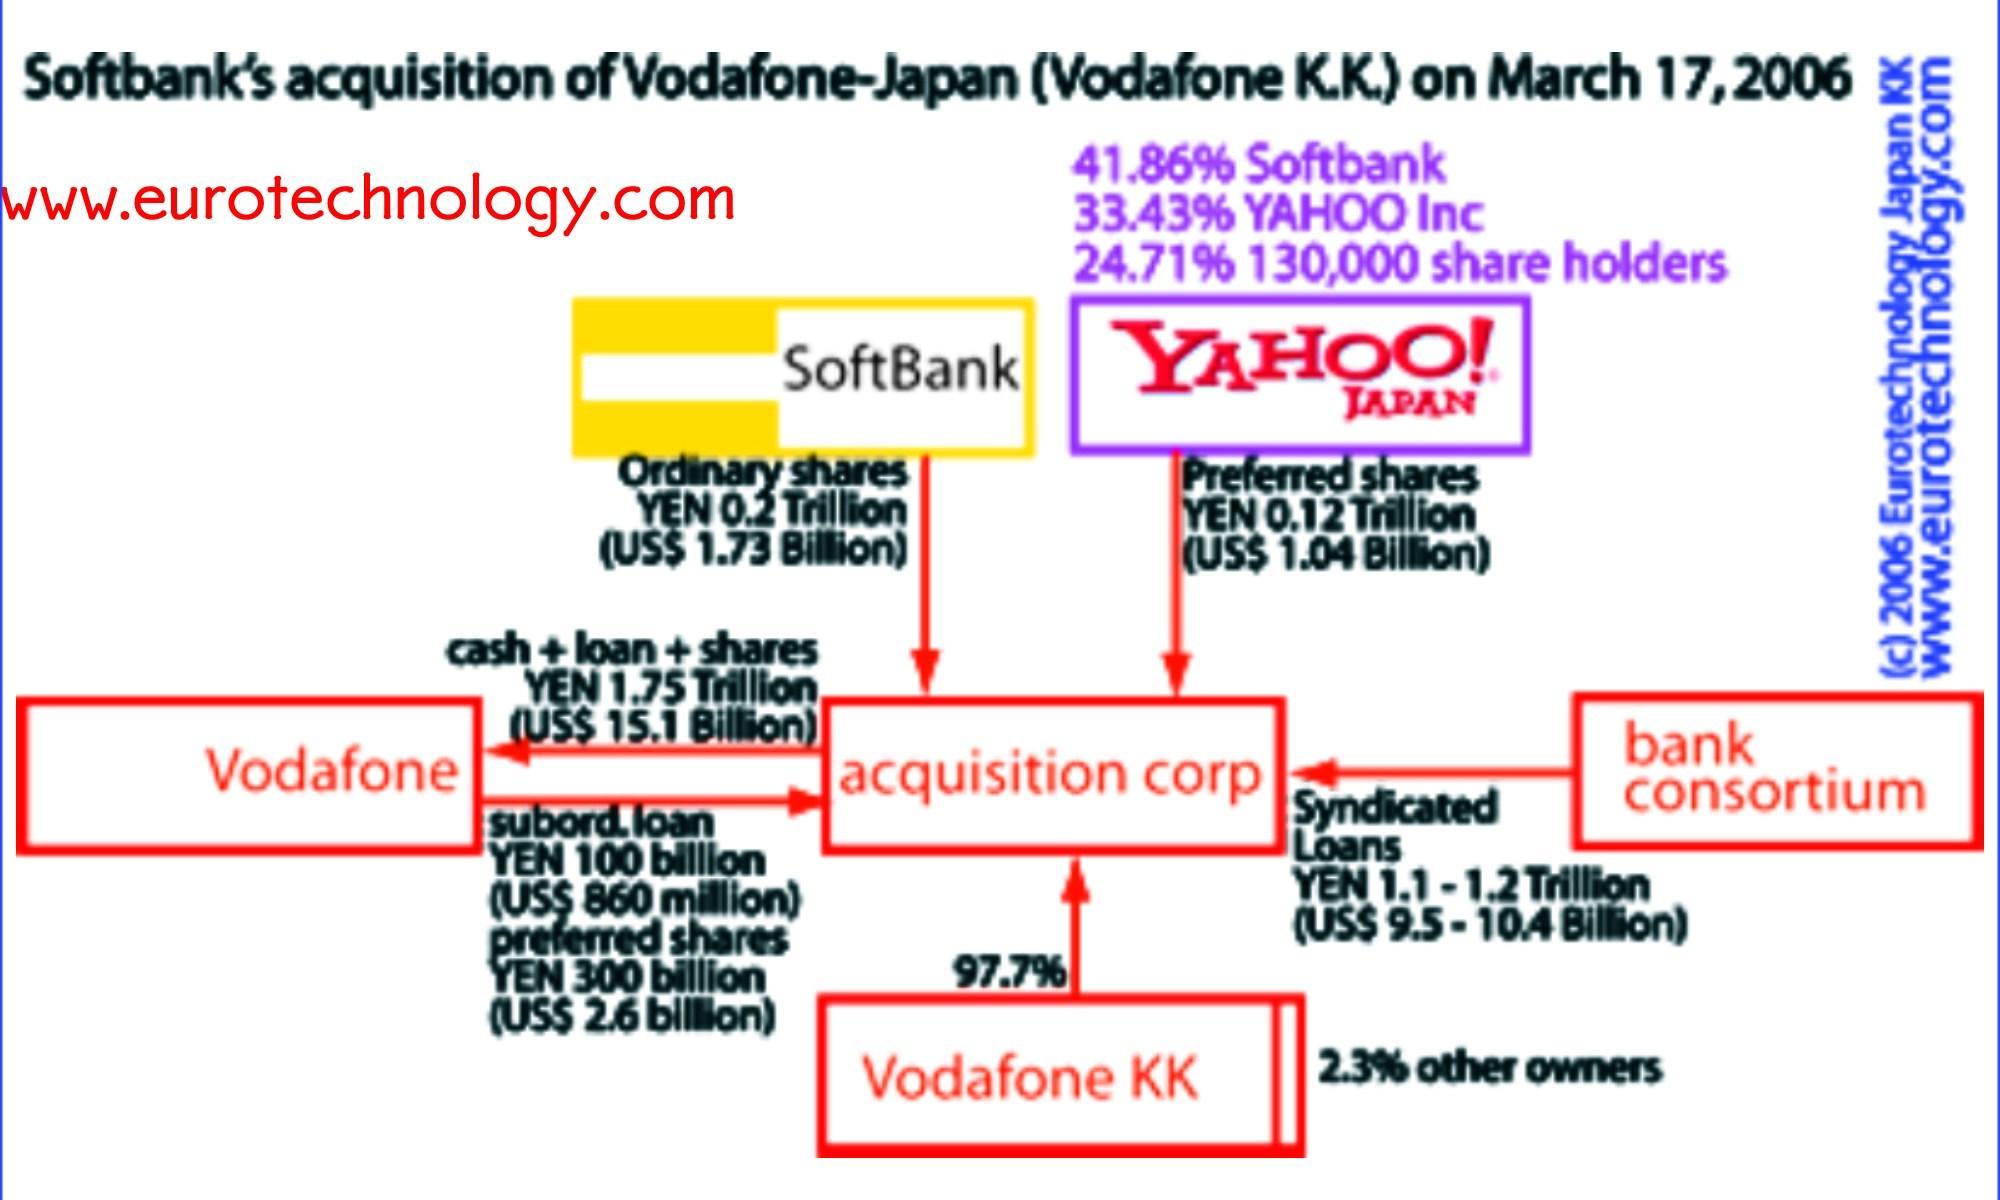 Softbank's acquisition of Vodafone-Japan (Vodafone K.K.) on March 17, 2006
www.eurotechnology.com
41.86% Softbank
33.43% YAHOO Inc
24.71% 130,000 share holders
SoftBank
YAHOO!
JAPAN
Ordinary shares
YEN 0.2 Trillion
(US$ 1.73 Billion)
Preferred shares
YEN 0.12 Trillion
(US$ 1.04 Billion)
cash + loan + shares
YEN 1.75 Trillion
(US$ 15.1 Billion)
Vodafone
acquisition corp
bank
consortium
subord. loan
YEN 100 billion
(US$ 860 million)
preferred shares
YEN 300 billion
(US$ 2.6 billion)
Syndicated
Loans
YEN 1.1 - 1.2 Trillion
(US$ 9.5 - 10.4 Billion)
97.7%
Vodafone KK
2.3% other owners
(c) 2006 Eurotechnology Japan KK
www.eurotechnology.com